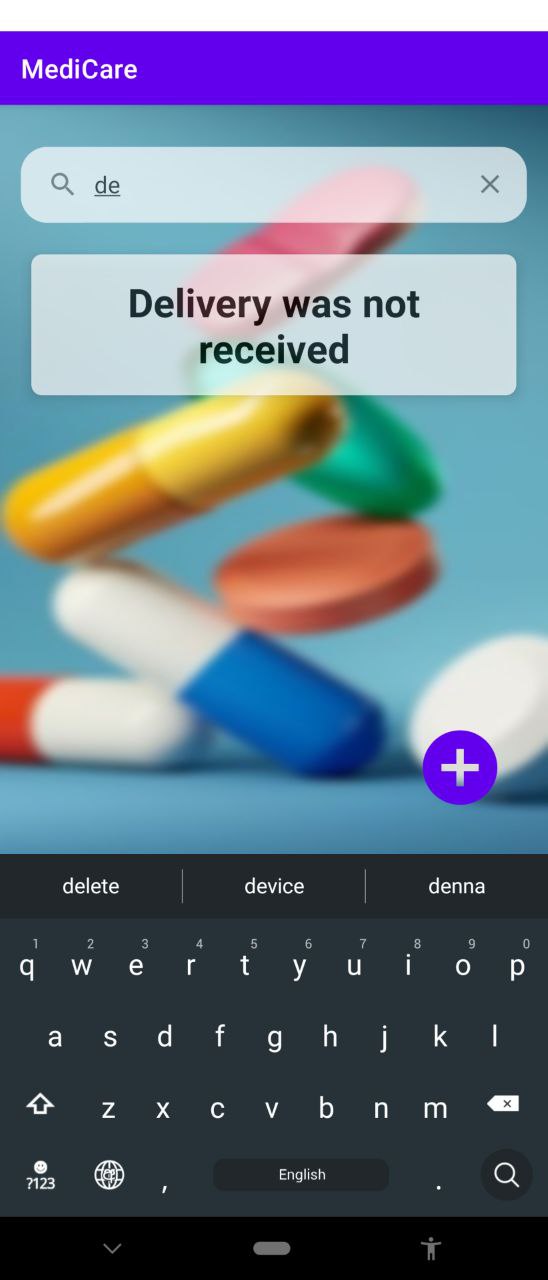 MediCare
de
Delivery was not
received
delete device denna
1 2 3 4 5 6 7 8 9 0
q w e r t y u i o p
a s d f g h j k l
z x c v b n m
?123 , English .